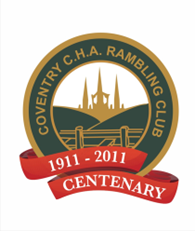 COVENTRY C.H.A. RAMBLING CLUB
1911 - 2011
CENTENARY